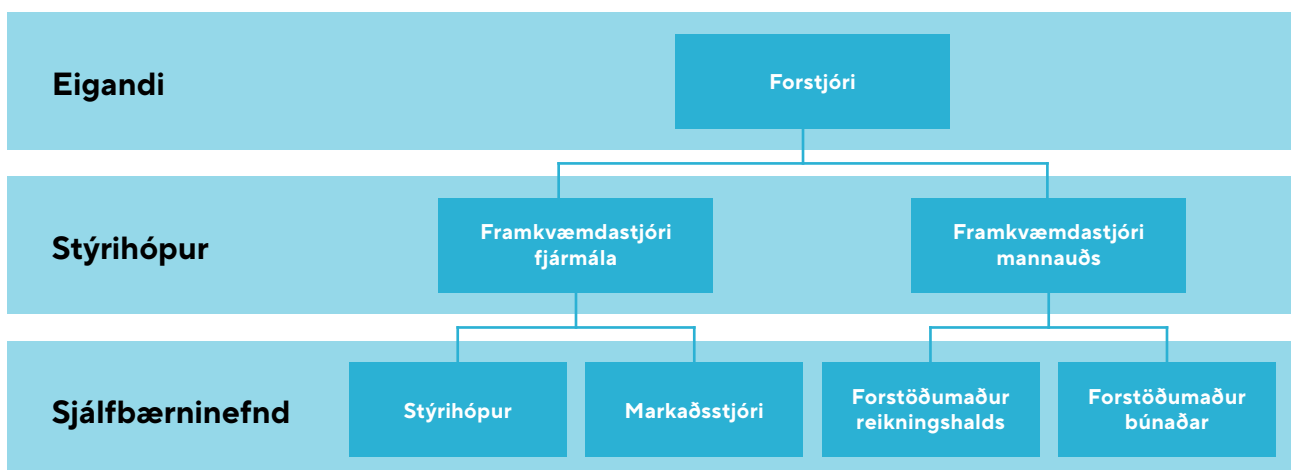 Eigandi
Forstjóri
Stýrihópur
Framkvæmdastjóri
fjármála
Framkvæmdastjóri
mannauðs
Sjálfbærninefnd
Stýrihópur
Markaðsstjóri
Forstöðumaður
reikningshalds
Forstöðumaður
búnaðar